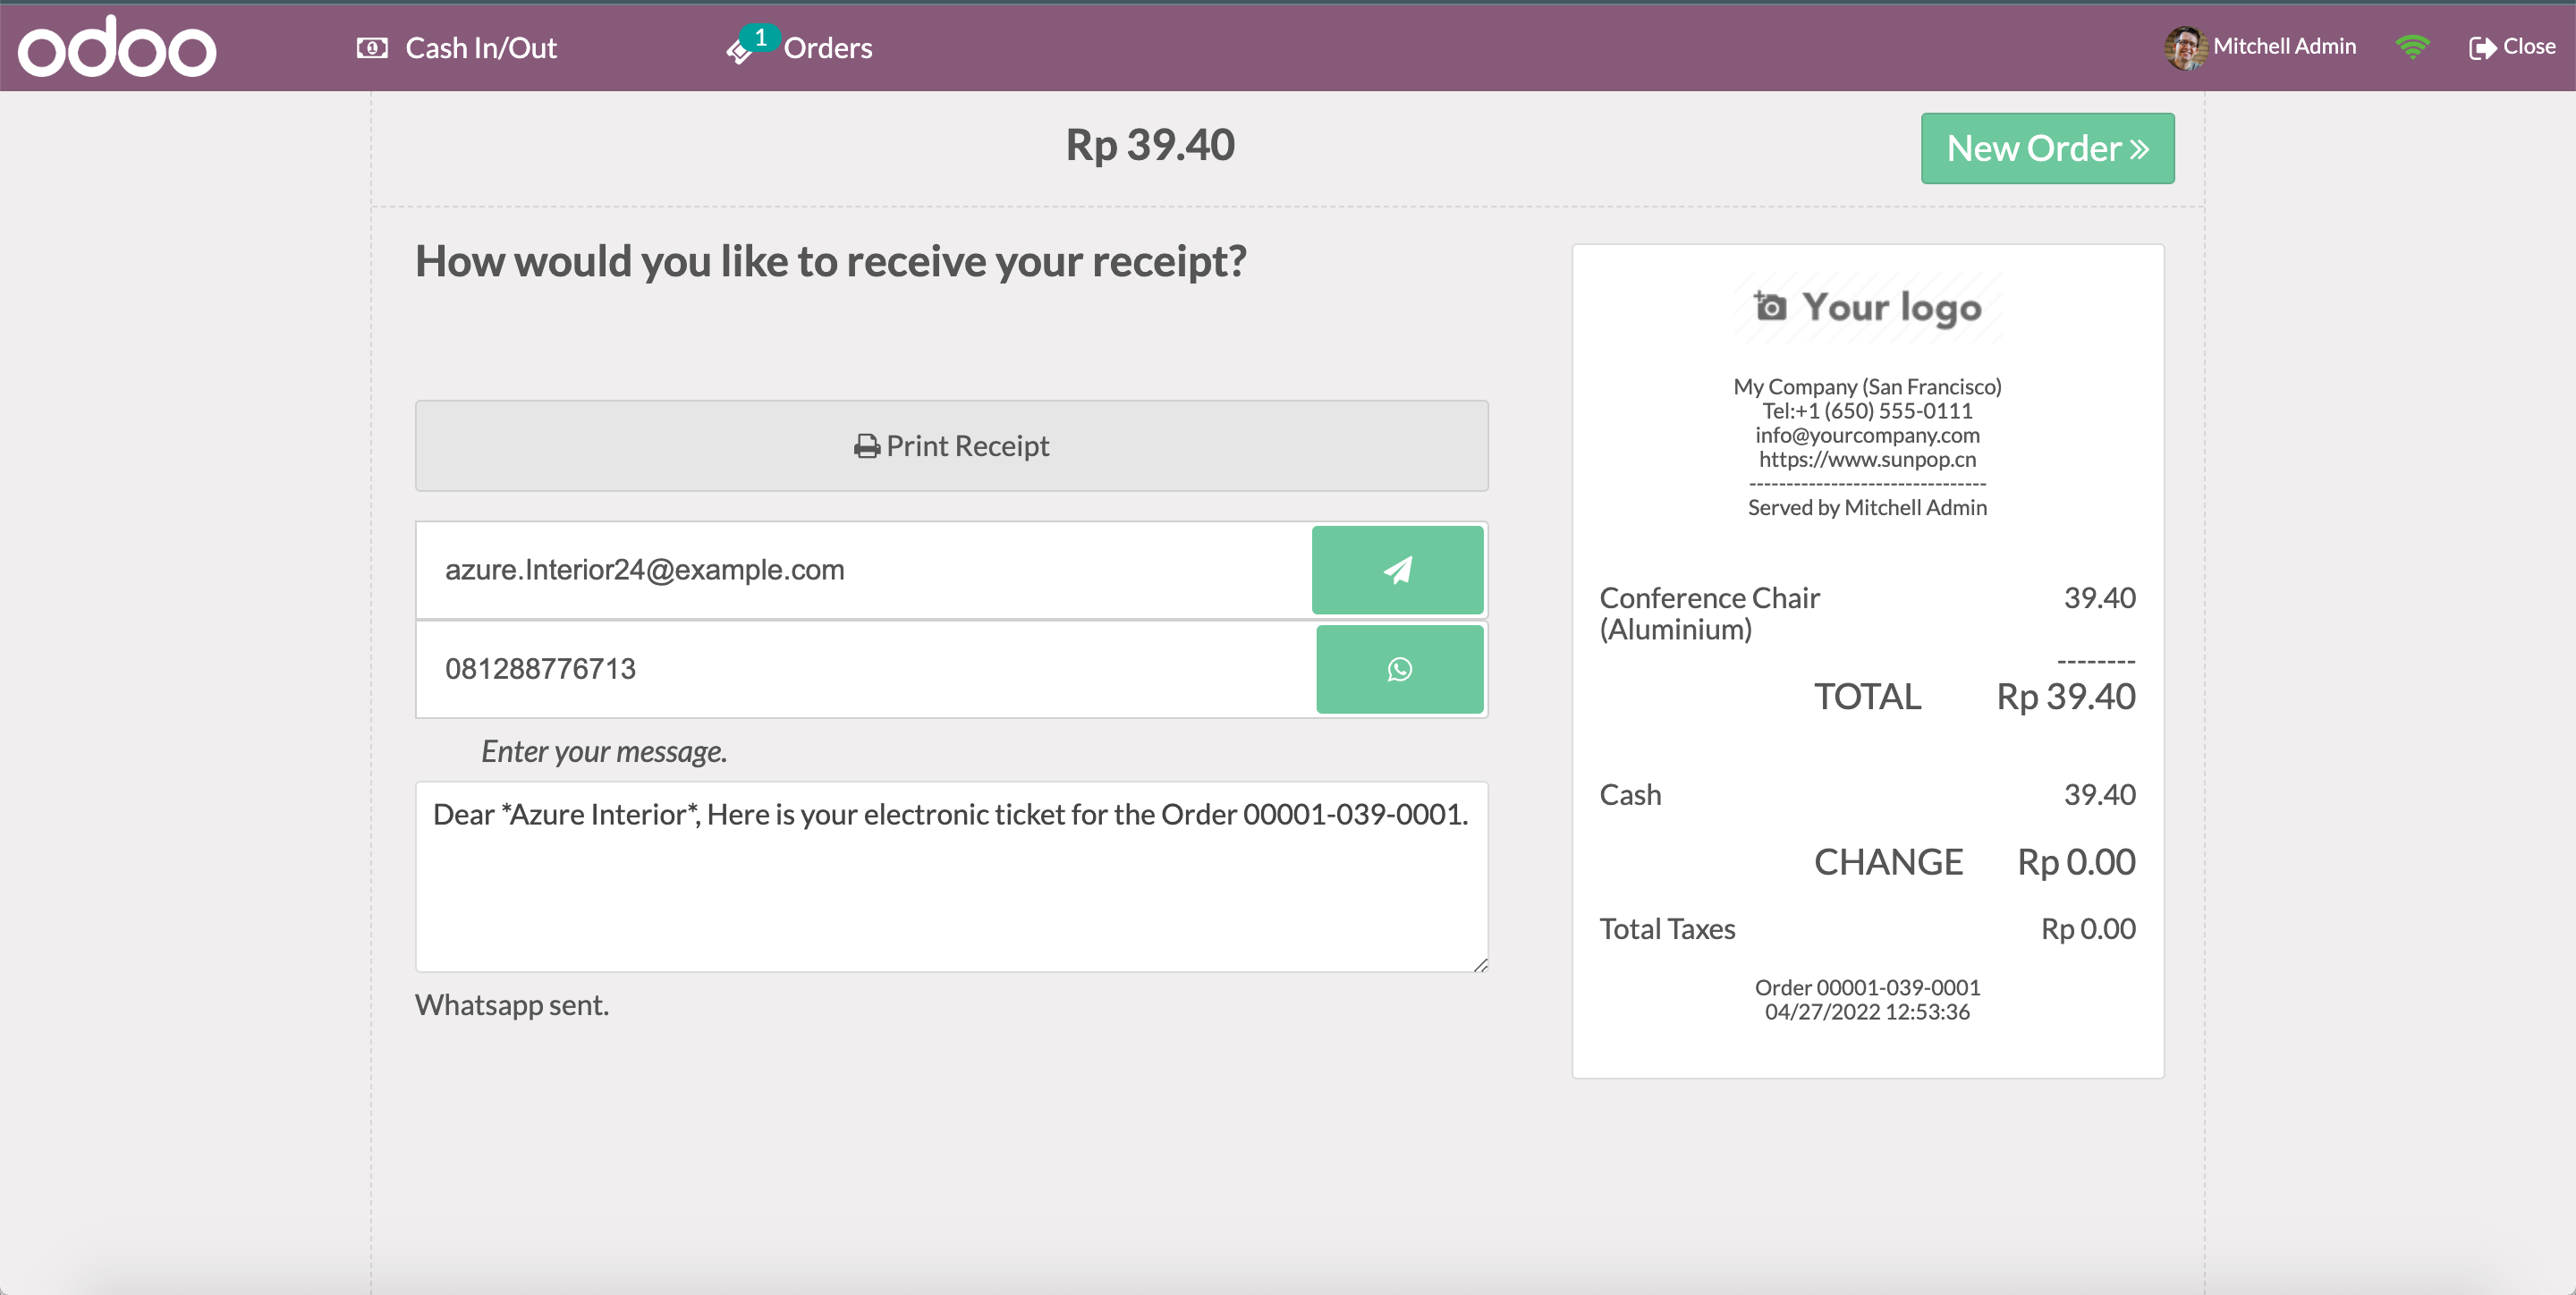 odoo
Cash In/Out
1
Orders
Mitchell Admin
Close
Rp 39.40
New Order
How would you like to receive your receipt?
Print Receipt
azure.Interior24@example.com
081288776713
Enter your message.
Dear *Azure Interior*, Here is your electronic ticket for the Order 00001-039-0001.
Whatsapp sent.
Your logo
My Company (San Francisco)
Tel:+1 (650) 555-0111
info@yourcompany.com
https://www.sunpop.cn
--------------------------------
Served by Mitchell Admin
Conference Chair 39.40
(Aluminium)
--------
TOTAL Rp 39.40
Cash 39.40
CHANGE Rp 0.00
Total Taxes Rp 0.00
Order 00001-039-0001
04/27/2022 12:53:36